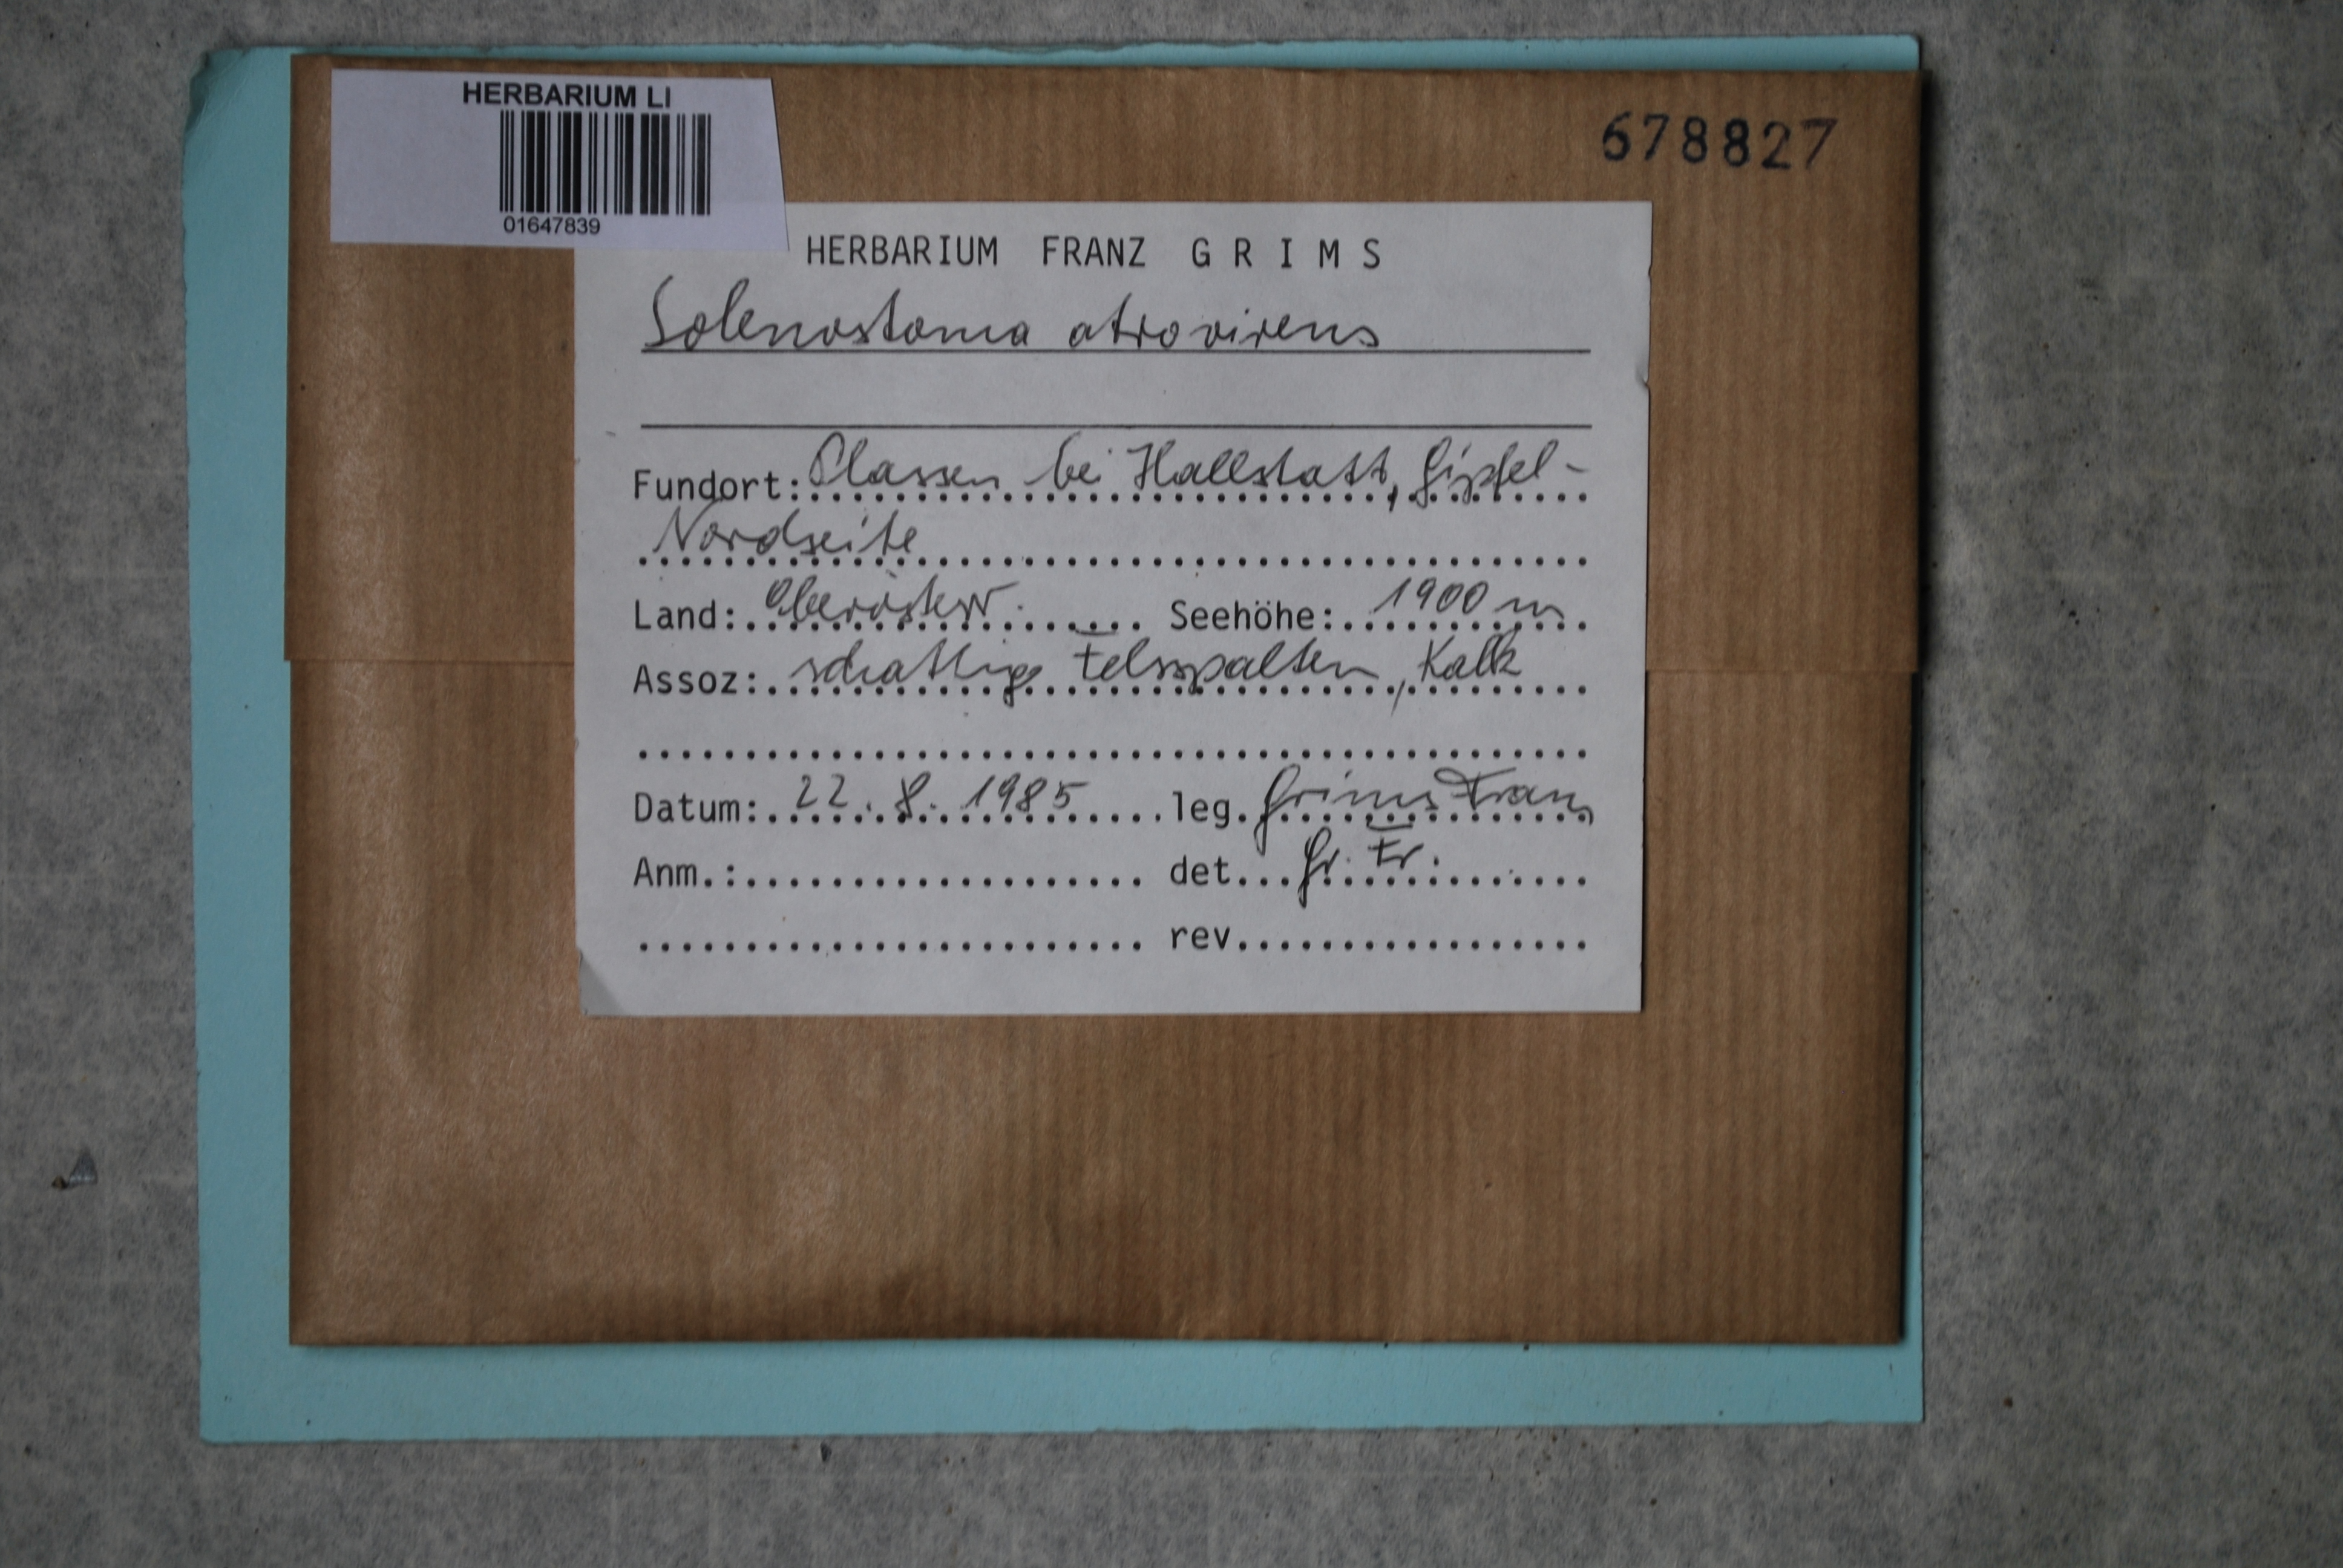 HERBARIUM LI
01647839
678827
HERBARIUM FRANZ GRIMS
Solenostoma atrovirens
Fundort: Plassen bei Hallstatt, Gipfel-
Nordseite
Land: Oberösterr. Seehöhe: 1900 m
Assoz: schattige Felsspalten, Kalk
Datum: 22. 8. 1985 leg. Grims Franz
Anm.: det. Gr. Fr.
rev.